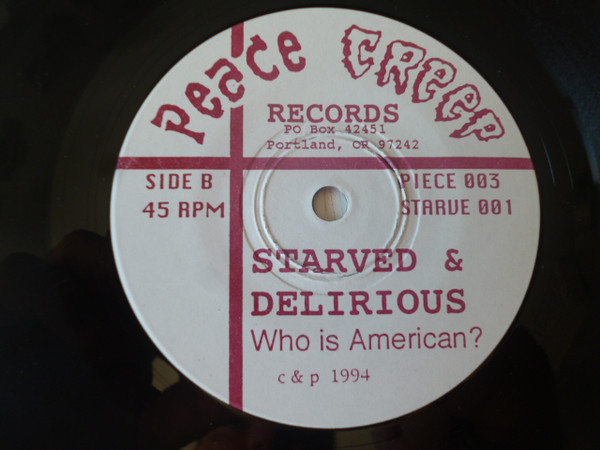 Peace CReep
RECORDS
PO Box 42451
Portland, OR 97242
SIDE B
PIECE 003
45 RPM
STARVE 001
STARVED &
DELIRIOUS
Who is American?
c & p 1994